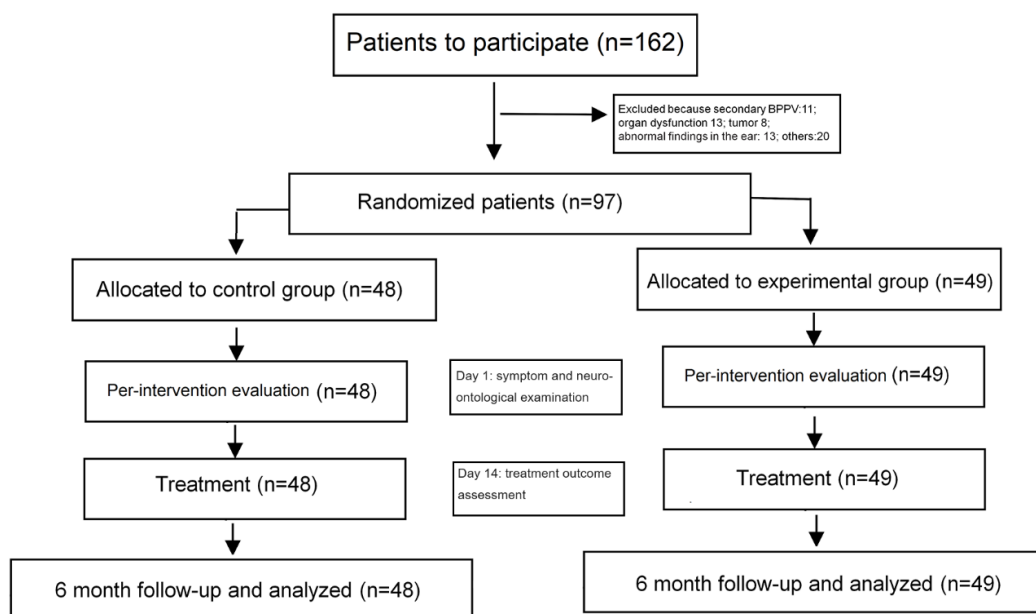 Patients to participate (n=162)
Excluded because secondary BPPV:11;
organ dysfunction 13; tumor 8;
abnormal findings in the ear: 13; others:20
Randomized patients (n=97)
Allocated to control group (n=48)
Allocated to experimental group (n=49)
Per-intervention evaluation (n=48)
Day 1: symptom and neuro-
ontological examination
Per-intervention evaluation (n=49)
Treatment (n=48)
Day 14: treatment outcome
assessment
Treatment (n=49)
6 month follow-up and analyzed (n=48)
6 month follow-up and analyzed (n=49)